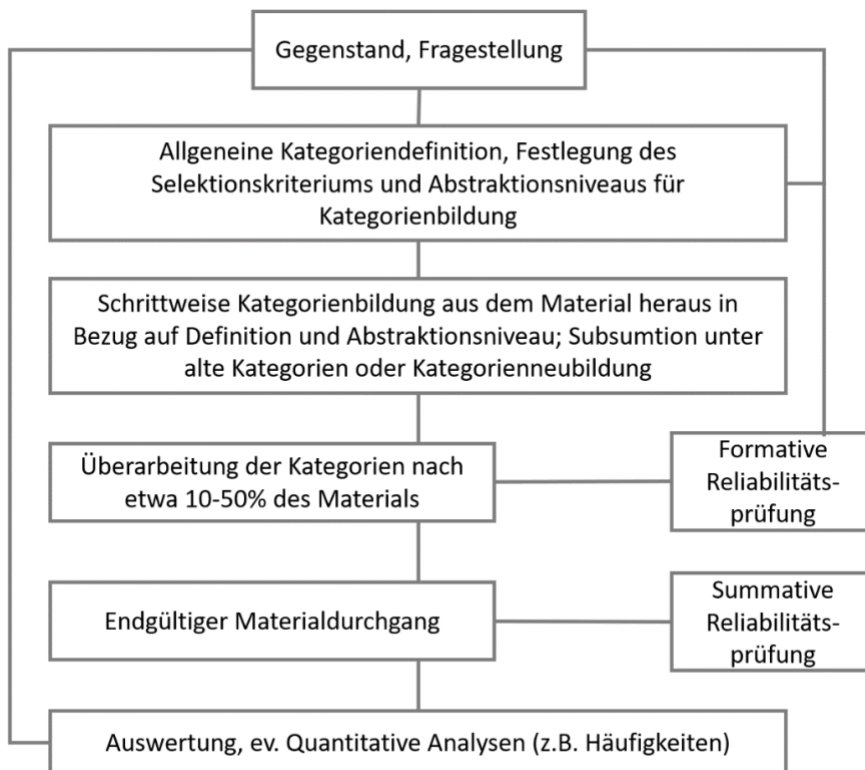 Gegenstand, Fragestellung
Allgeneine Kategoriendefinition, Festlegung des
Selektionskriteriums und Abstraktionsniveaus für
Kategorienbildung
Schrittweise Kategorienbildung aus dem Material heraus in
Bezug auf Definition und Abstraktionsniveau; Subsumtion unter
alte Kategorien oder Kategorienneubildung
Überarbeitung der Kategorien nach
etwa 10-50% des Materials
Formative
Reliabilitäts-
prüfung
Endgültiger Materialdurchgang
Summative
Reliabilitäts-
prüfung
Auswertung, ev. Quantitative Analysen (z.B. Häufigkeiten)